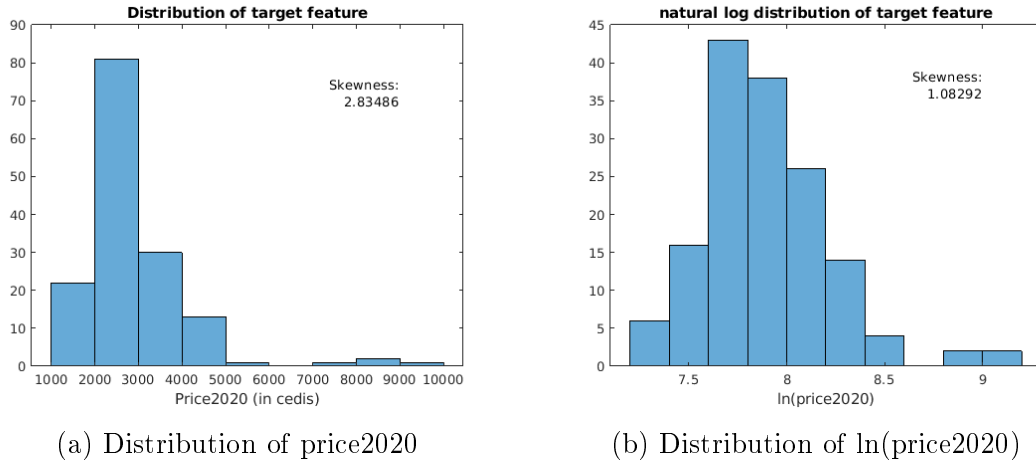 Distribution of target feature
90
80
70
60
50
40
30
20
10
0
Skewness:
2.83486
1000 2000 3000 4000 5000 6000 7000 8000 9000 10000
Price2020 (in cedis)
(a) Distribution of price2020
natural log distribution of target feature
45
40
35
30
25
20
15
10
5
0
Skewness:
1.08292
7.5 8 8.5 9
ln(price2020)
(b) Distribution of ln(price2020)